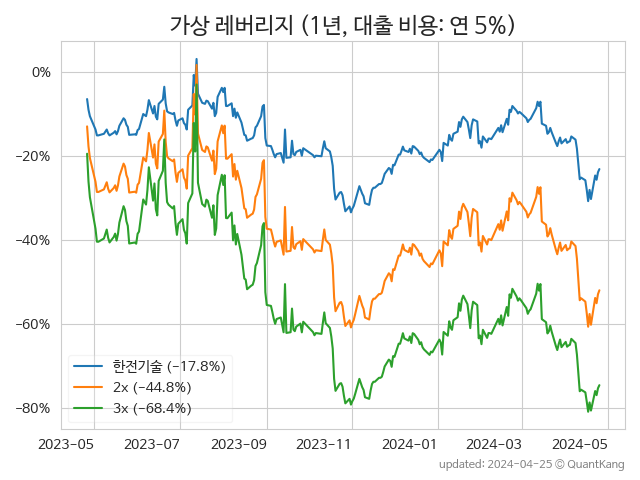 가상 레버리지 (1년, 대출 비용: 연 5%)
0%
−20%
−40%
−60%
−80%
한전기술 (−17.8%)
2x (−44.8%)
3x (−68.4%)
2023-05 2023-07 2023-09 2023-11 2024-01 2024-03 2024-05
updated: 2024-04-25 © QuantKang